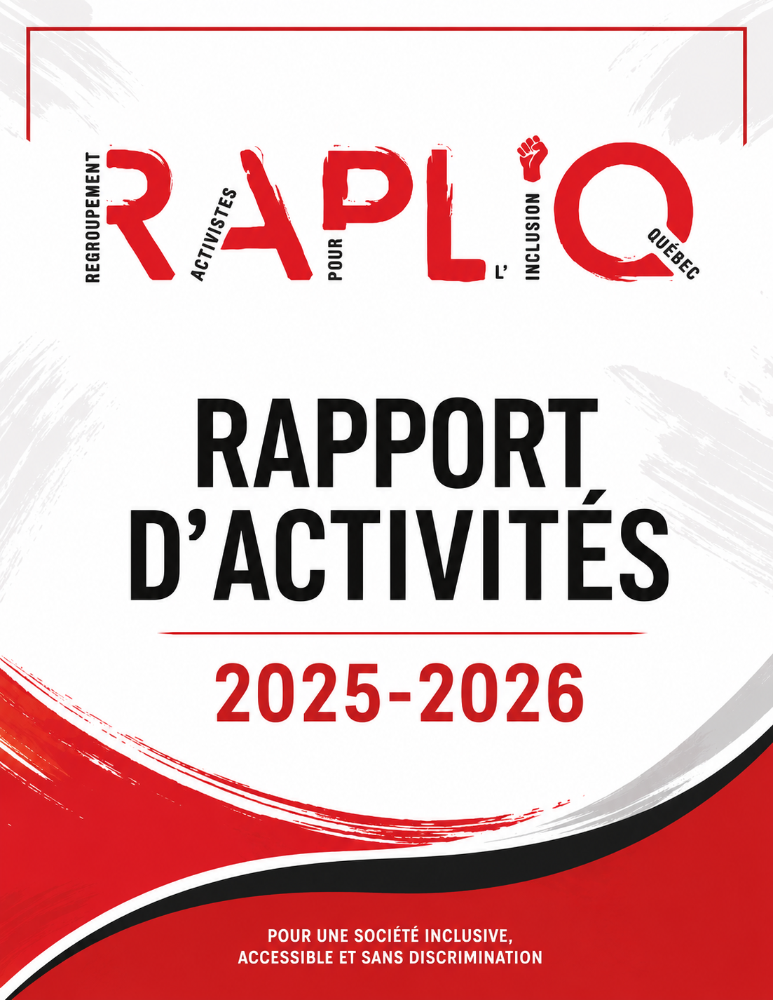 RAPLIQ
REGROUPEMENT
ACTIVISTES
POUR
L’
INCLUSION
QUÉBEC
RAPPORT
D’ACTIVITÉS
2025-2026
POUR UNE SOCIÉTÉ INCLUSIVE,
ACCESSIBLE ET SANS DISCRIMINATION